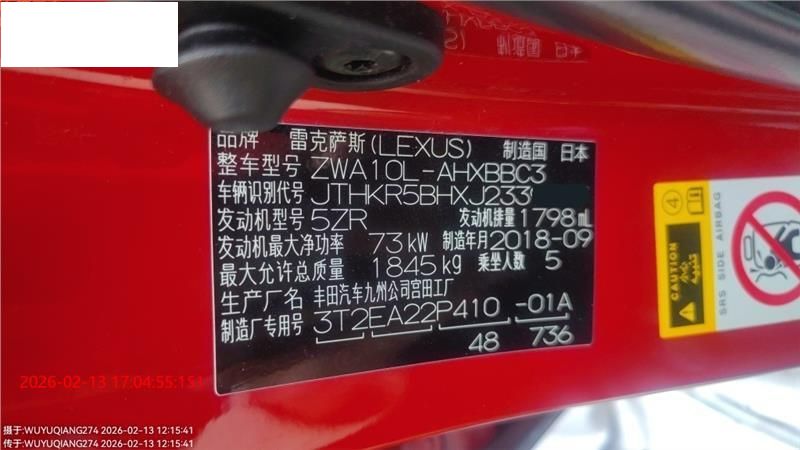 品牌 雷克萨斯(LEXUS) 制造国 日本
整车型号 ZWA10L-AHXBBC3
车辆识别代号 JTHKR5BHXJ233
发动机型号 5ZR 发动机排量 1798mL
发动机最大净功率 73kW 制造年月 2018-09
最大允许总质量 1845kg 乘坐人数 5
生产厂名 丰田汽车九州公司宫田工厂
制造厂专用号 3T2EA22P410 -01A
48 736
SRS SIDE AIRBAG
4
注意
تنبيه
2026-02-13 17:04:55:151
摄于:WUYUQIANG274 2026-02-13 12:15:41
传于:WUYUQIANG274 2026-02-13 12:15:41